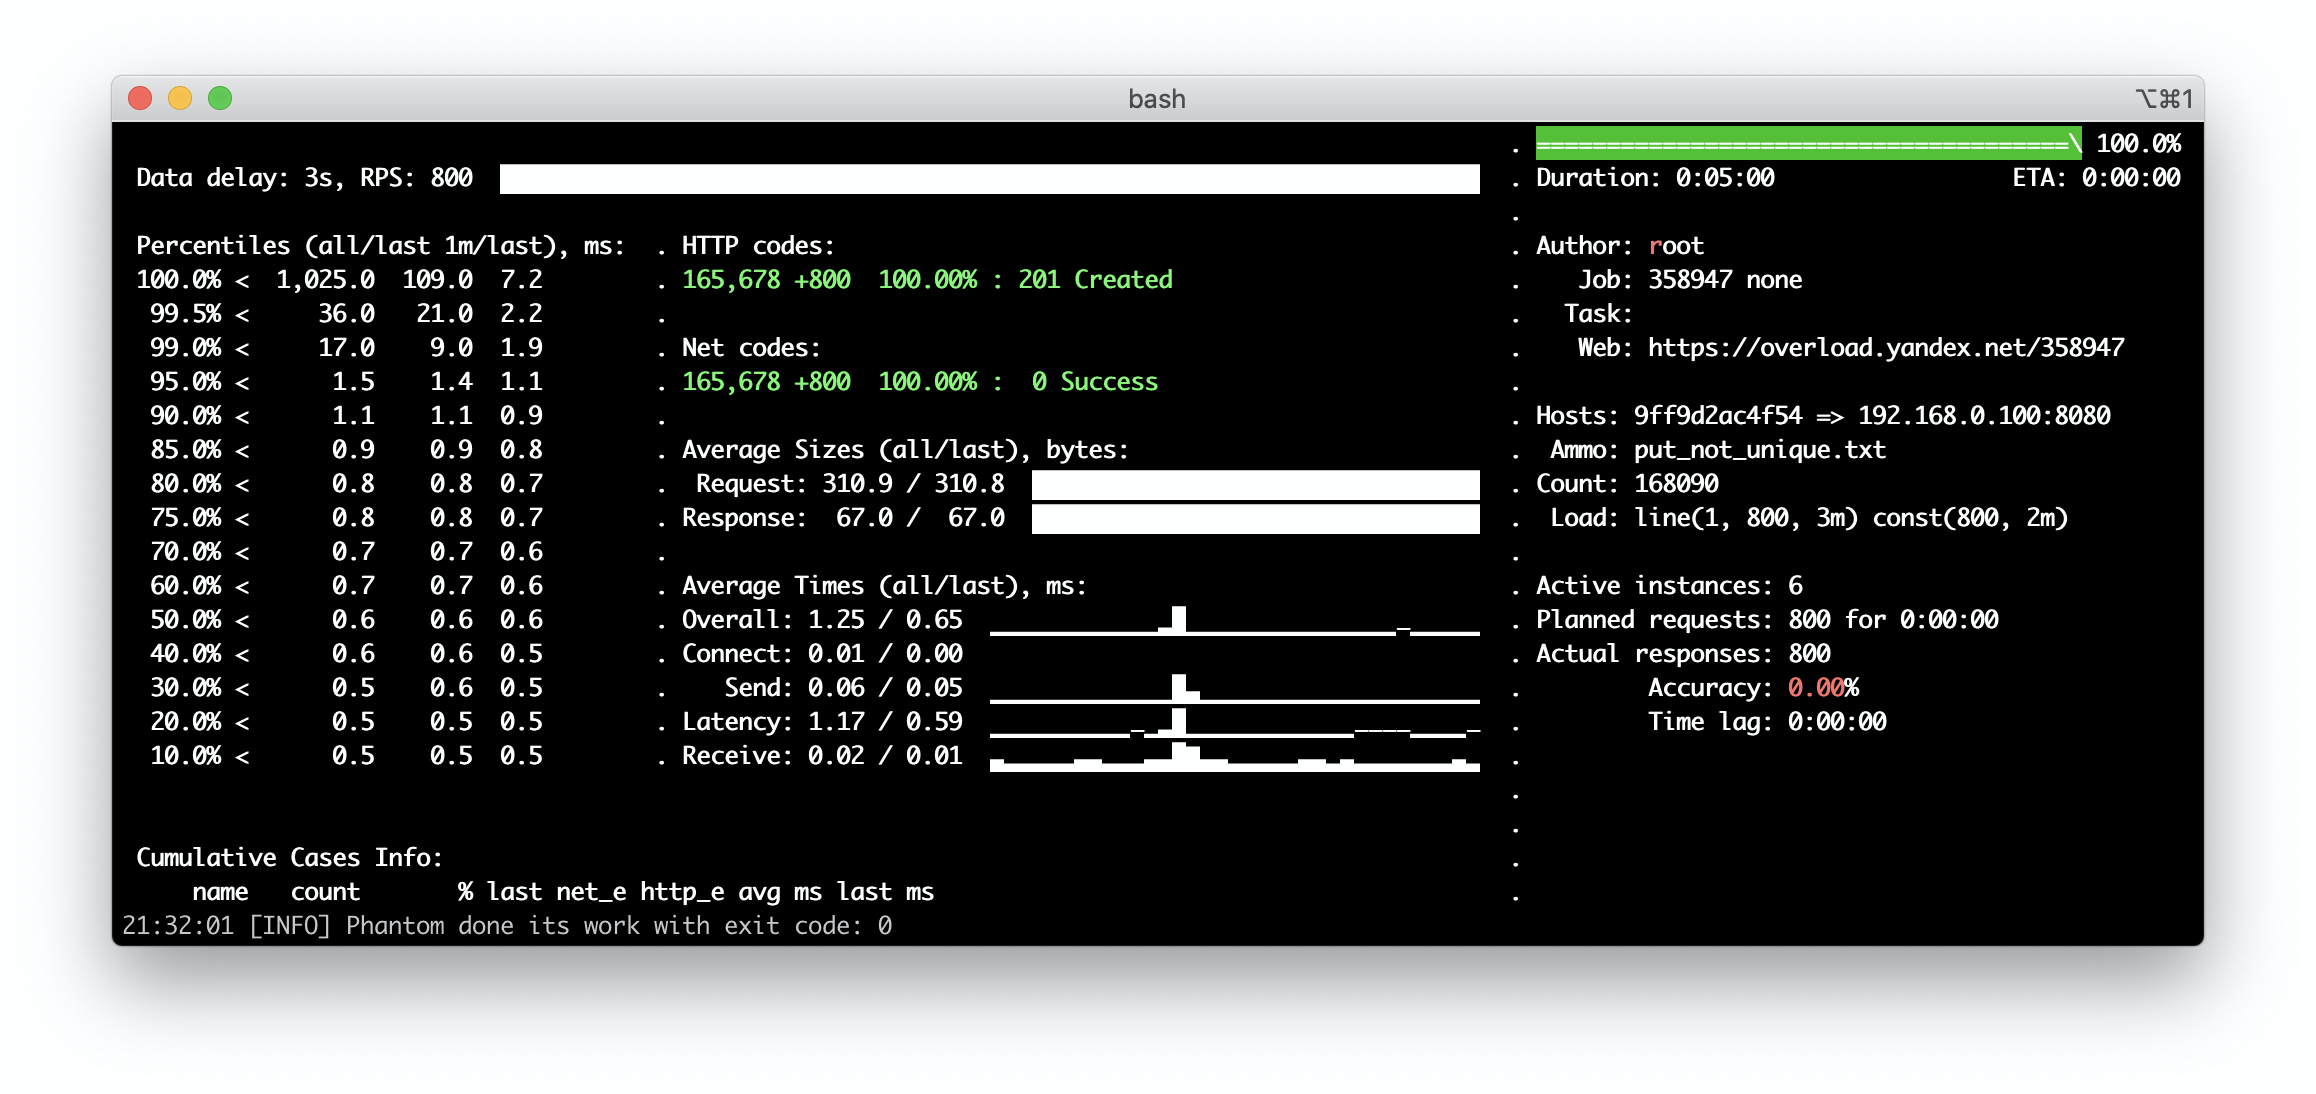 bash
⌥⌘1
Data delay: 3s, RPS: 800
Percentiles (all/last 1m/last), ms:
100.0% < 1,025.0 109.0 7.2
99.5% < 36.0 21.0 2.2
99.0% < 17.0 9.0 1.9
95.0% < 1.5 1.4 1.1
90.0% < 1.1 1.1 0.9
85.0% < 0.9 0.9 0.8
80.0% < 0.8 0.8 0.7
75.0% < 0.8 0.8 0.7
70.0% < 0.7 0.7 0.6
60.0% < 0.7 0.7 0.6
50.0% < 0.6 0.6 0.6
40.0% < 0.6 0.6 0.5
30.0% < 0.5 0.6 0.5
20.0% < 0.5 0.5 0.5
10.0% < 0.5 0.5 0.5
. HTTP codes:
. 165,678 +800 100.00% : 201 Created
.
. Net codes:
. 165,678 +800 100.00% : 0 Success
.
. Average Sizes (all/last), bytes:
. Request: 310.9 / 310.8
. Response: 67.0 / 67.0
.
. Average Times (all/last), ms:
. Overall: 1.25 / 0.65
. Connect: 0.01 / 0.00
. Send: 0.06 / 0.05
. Latency: 1.17 / 0.59
. Receive: 0.02 / 0.01
Cumulative Cases Info:
name count % last net_e http_e avg ms last ms
. ======================================\ 100.0%
. Duration: 0:05:00 ETA: 0:00:00
.
. Author: root
. Job: 358947 none
. Task:
. Web: https://overload.yandex.net/358947
.
. Hosts: 9ff9d2ac4f54 => 192.168.0.100:8080
. Ammo: put_not_unique.txt
. Count: 168090
. Load: line(1, 800, 3m) const(800, 2m)
.
. Active instances: 6
. Planned requests: 800 for 0:00:00
. Actual responses: 800
. Accuracy: 0.00%
. Time lag: 0:00:00
.
.
.
.
.
21:32:01 [INFO] Phantom done its work with exit code: 0